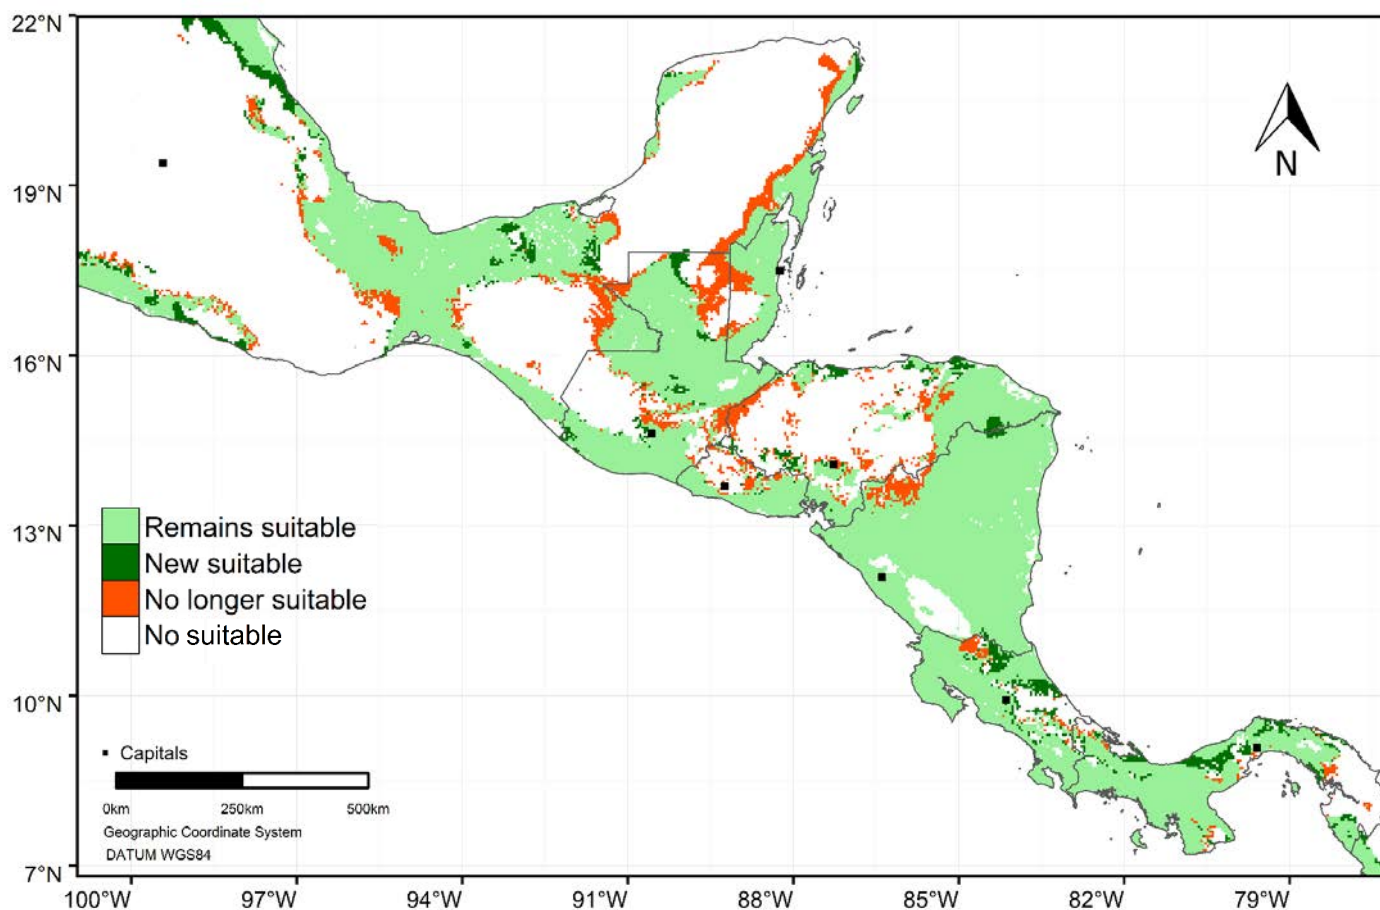 22°N
19°N
16°N
13°N
10°N
7°N
N
Remains suitable
New suitable
No longer suitable
No suitable
Capitals
0km 250km 500km
Geographic Coordinate System
DATUM WGS84
100°W 97°W 94°W 91°W 88°W 85°W 82°W 79°W